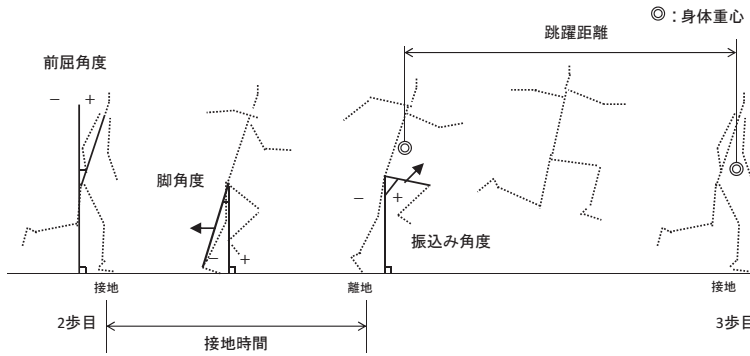 ◎：身体重心
跳躍距離
前屈角度
− +
脚角度
− +
− +
振込み角度
接地
離地
接地
2歩目
3歩目
接地時間